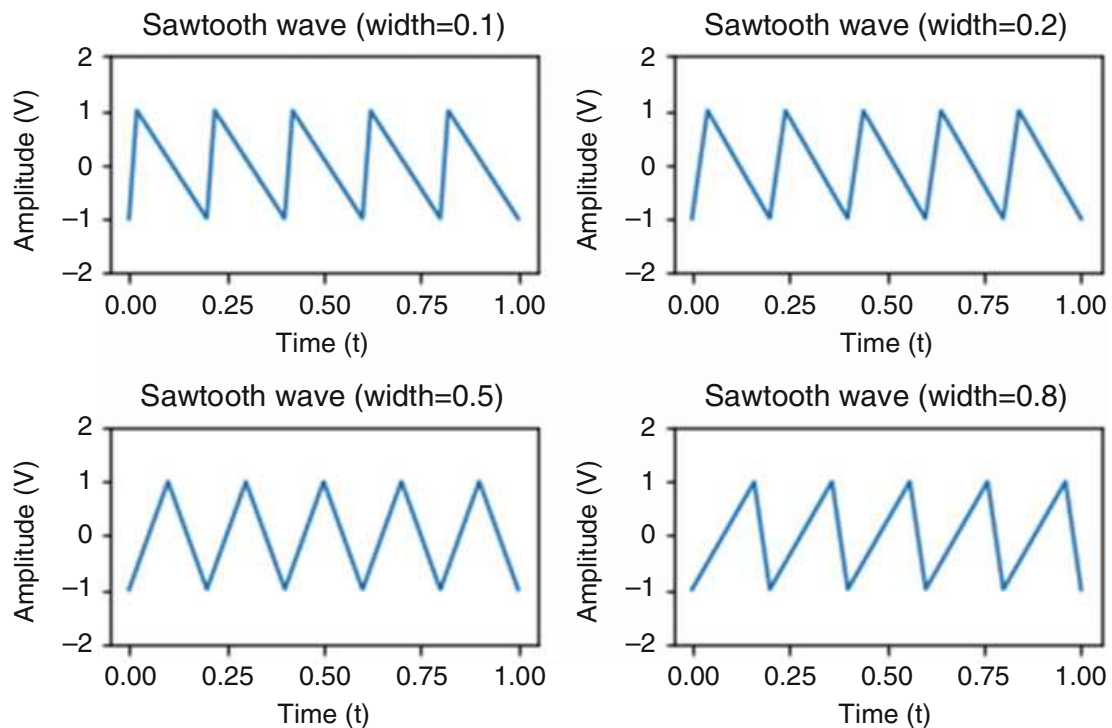 Sawtooth wave (width=0.1)
2
1
0
–1
–2
Amplitude (V)
0.00 0.25 0.50 0.75 1.00
Time (t)
Sawtooth wave (width=0.2)
2
1
0
–1
–2
Amplitude (V)
0.00 0.25 0.50 0.75 1.00
Time (t)
Sawtooth wave (width=0.5)
2
1
0
–1
–2
Amplitude (V)
0.00 0.25 0.50 0.75 1.00
Time (t)
Sawtooth wave (width=0.8)
2
1
0
–1
–2
Amplitude (V)
0.00 0.25 0.50 0.75 1.00
Time (t)